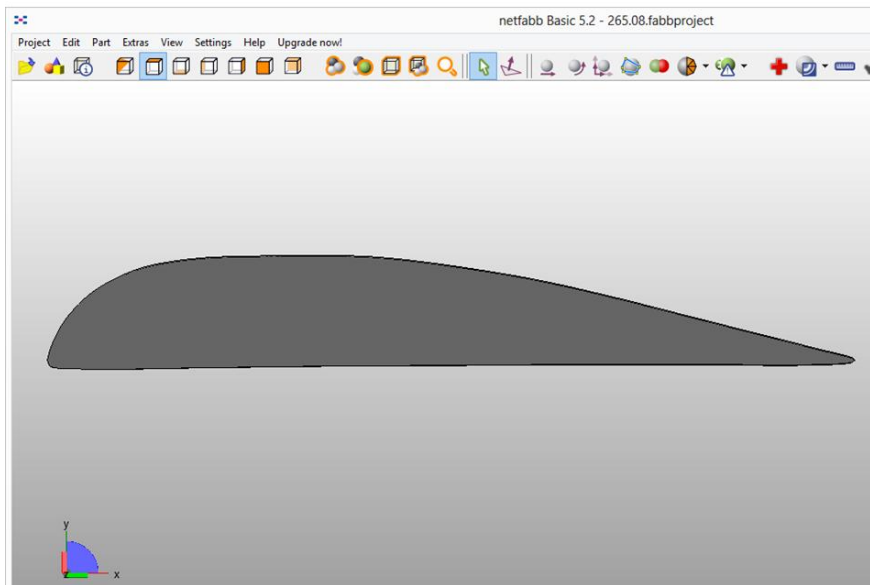 netfabb Basic 5.2 - 265.08.fabbproject
Project Edit Part Extras View Settings Help Upgrade now!
y
z
x